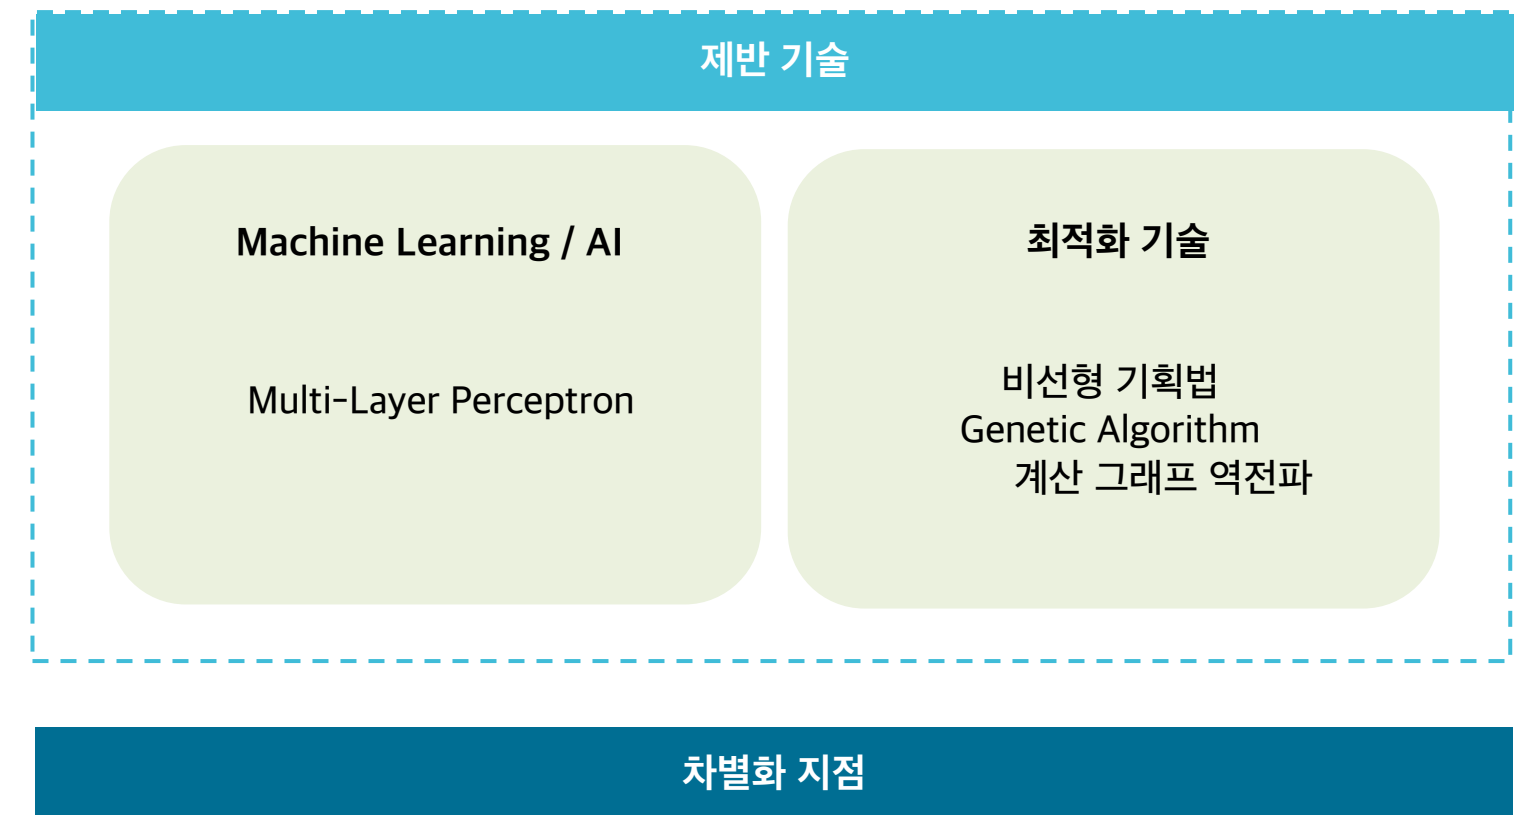 제반 기술
Machine Learning / AI
Multi-Layer Perceptron
최적화 기술
비선형 기획법
Genetic Algorithm
계산 그래프 역전파
차별화 지점